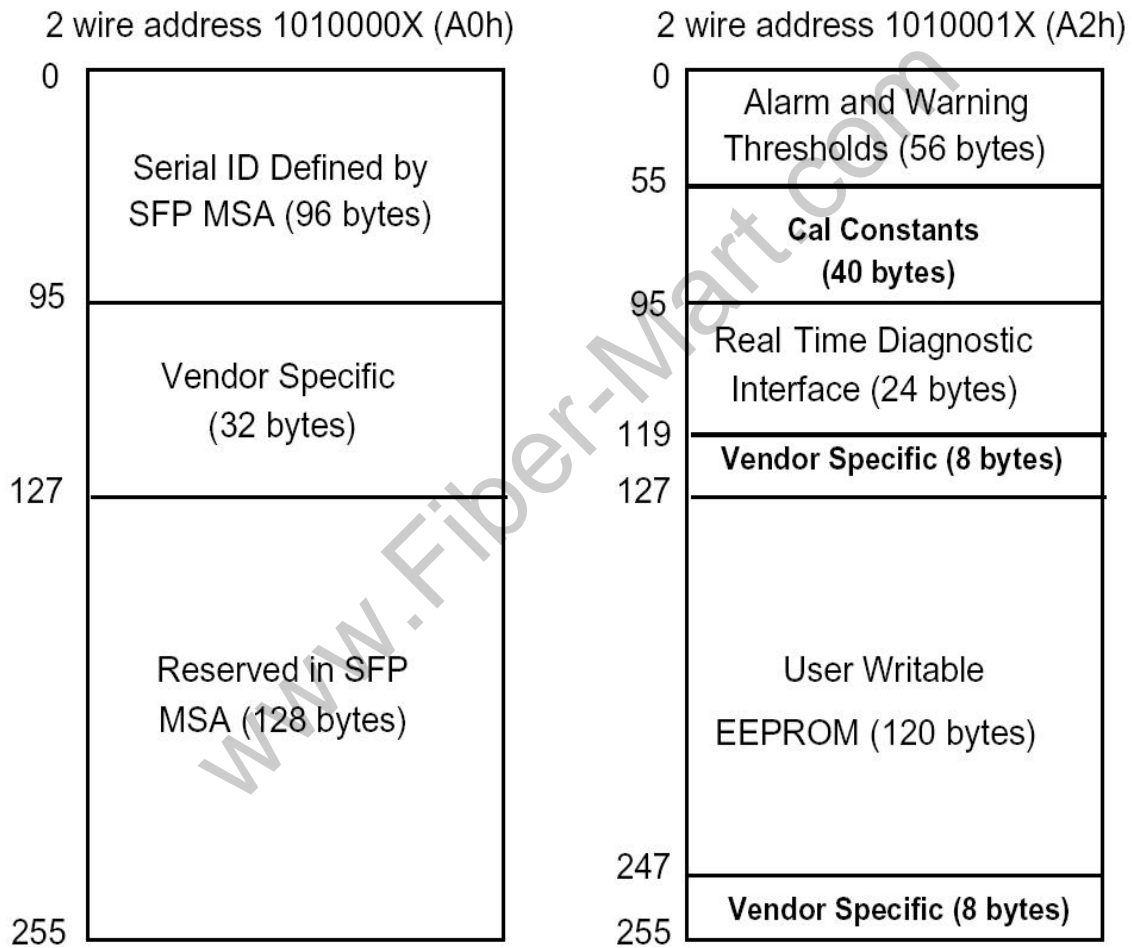 2 wire address 1010000X (A0h)
0
Serial ID Defined by
SFP MSA (96 bytes)
95
Vendor Specific
(32 bytes)
127
Reserved in SFP
MSA (128 bytes)
255
2 wire address 1010001X (A2h)
0
Alarm and Warning
Thresholds (56 bytes)
55
Cal Constants
(40 bytes)
95
Real Time Diagnostic
Interface (24 bytes)
119
Vendor Specific (8 bytes)
127
User Writable
EEPROM (120 bytes)
247
Vendor Specific (8 bytes)
255
www.Fiber-Mart.com